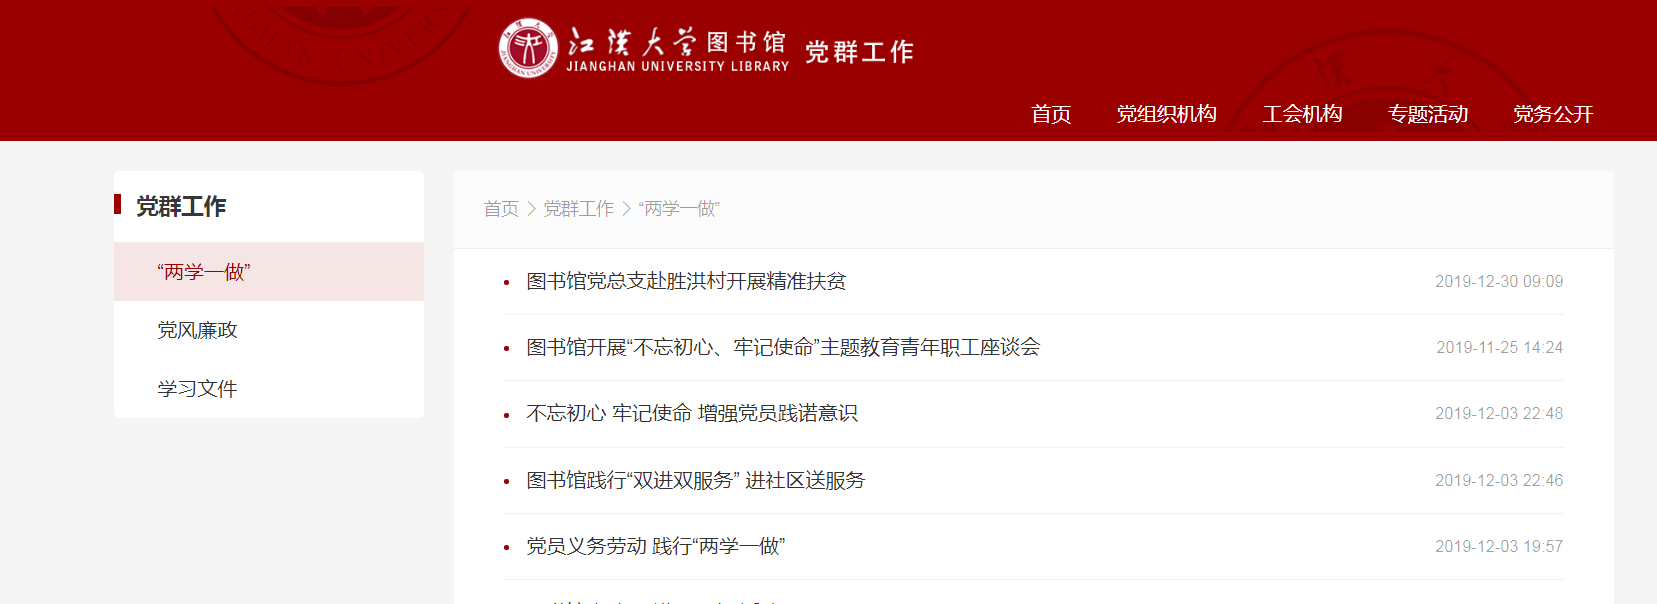 江汉大学图书馆 党群工作
JIANGHAN UNIVERSITY LIBRARY
首页 党组织机构 工会机构 专题活动 党务公开
党群工作
“两学一做”
党风廉政
学习文件
首页 > 党群工作 > “两学一做”
图书馆党总支赴胜洪村开展精准扶贫 2019-12-30 09:09
图书馆开展“不忘初心、牢记使命”主题教育青年职工座谈会 2019-11-25 14:24
不忘初心 牢记使命 增强党员践诺意识 2019-12-03 22:48
图书馆践行“双进双服务” 进社区送服务 2019-12-03 22:46
党员义务劳动 践行“两学一做” 2019-12-03 19:57